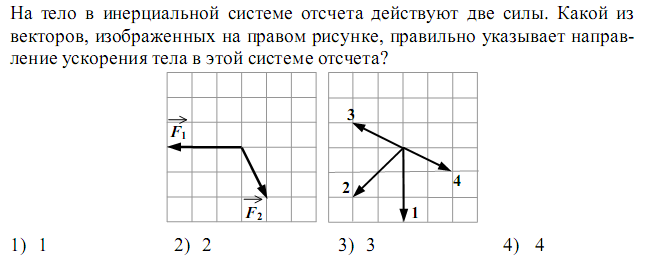 На тело в инерциальной системе отсчета действуют две силы. Какой из
векторов, изображенных на правом рисунке, правильно указывает направ-
ление ускорения тела в этой системе отсчета?
F1
F2
3
2
4
1
1) 1 2) 2 3) 3 4) 4